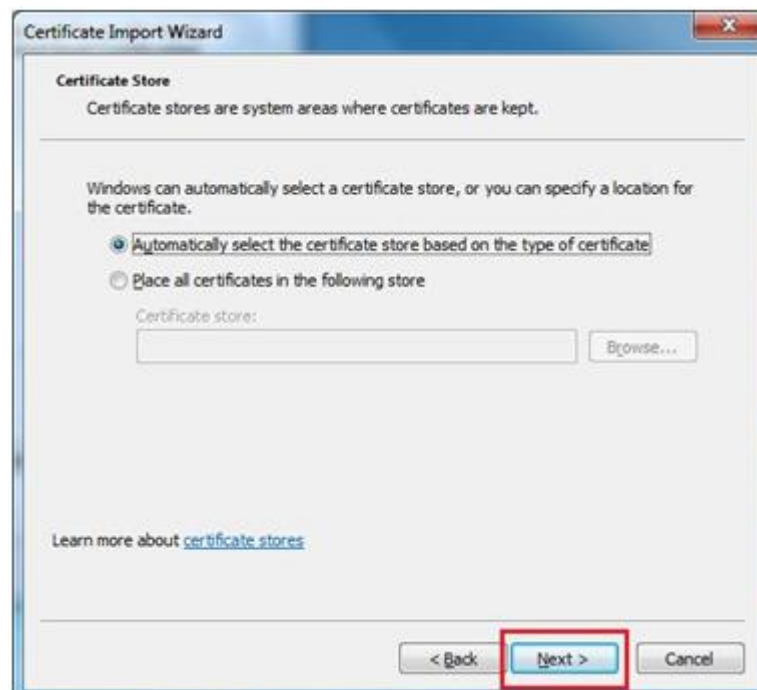 Certificate Import Wizard
Certificate Store
Certificate stores are system areas where certificates are kept.
Windows can automatically select a certificate store, or you can specify a location for
the certificate.
Automatically select the certificate store based on the type of certificate
Place all certificates in the following store
Certificate store:
Browse...
Learn more about certificate stores
< Back Next > Cancel